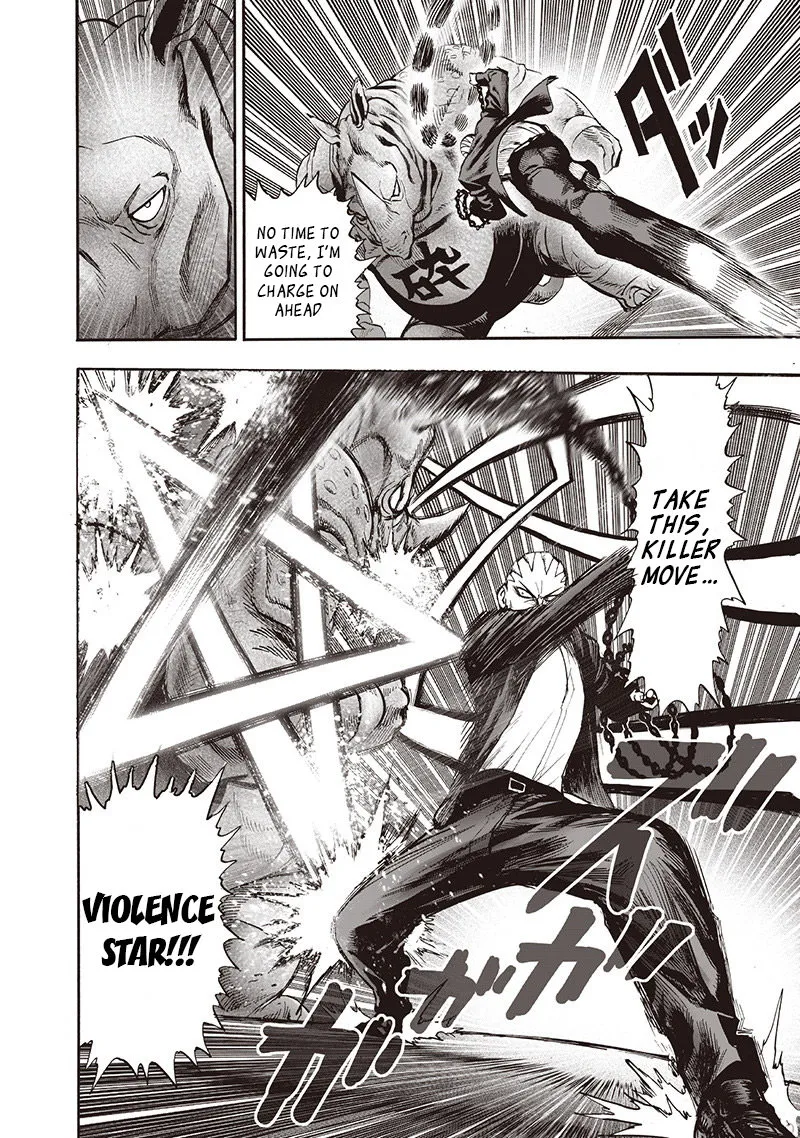 ダッ
NO TIME TO
WASTE, I'M
GOING TO
CHARGE ON
AHEAD
砕
TAKE
THIS,
KILLER
MOVE...
ガガガガ
VIOLENCE
STAR!!!